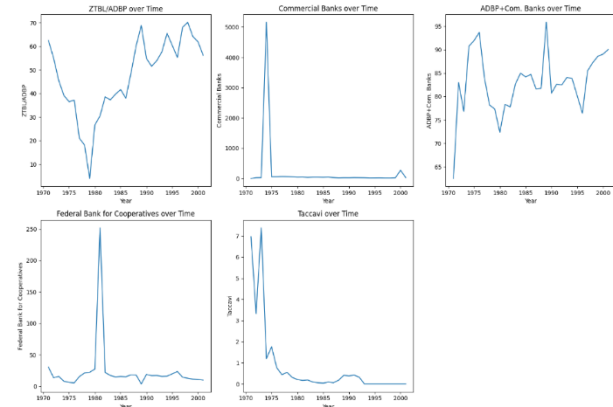 ZTBL/ADBP over Time
ZTBL/ADBP
70
60
50
40
30
20
10
1970 1975 1980 1985 1990 1995 2000
Year
Commercial Banks over Time
Commercial Banks
5000
4000
3000
2000
1000
0
1970 1975 1980 1985 1990 1995 2000
Year
ADBP+Com. Banks over Time
ADBP+Com. Banks
95
90
85
80
75
70
65
1970 1975 1980 1985 1990 1995 2000
Year
Federal Bank for Cooperatives over Time
Federal Bank for Cooperatives
250
200
150
100
50
0
1970 1975 1980 1985 1990 1995 2000
Year
Taccavi over Time
Taccavi
7
6
5
4
3
2
1
0
1970 1975 1980 1985 1990 1995 2000
Year